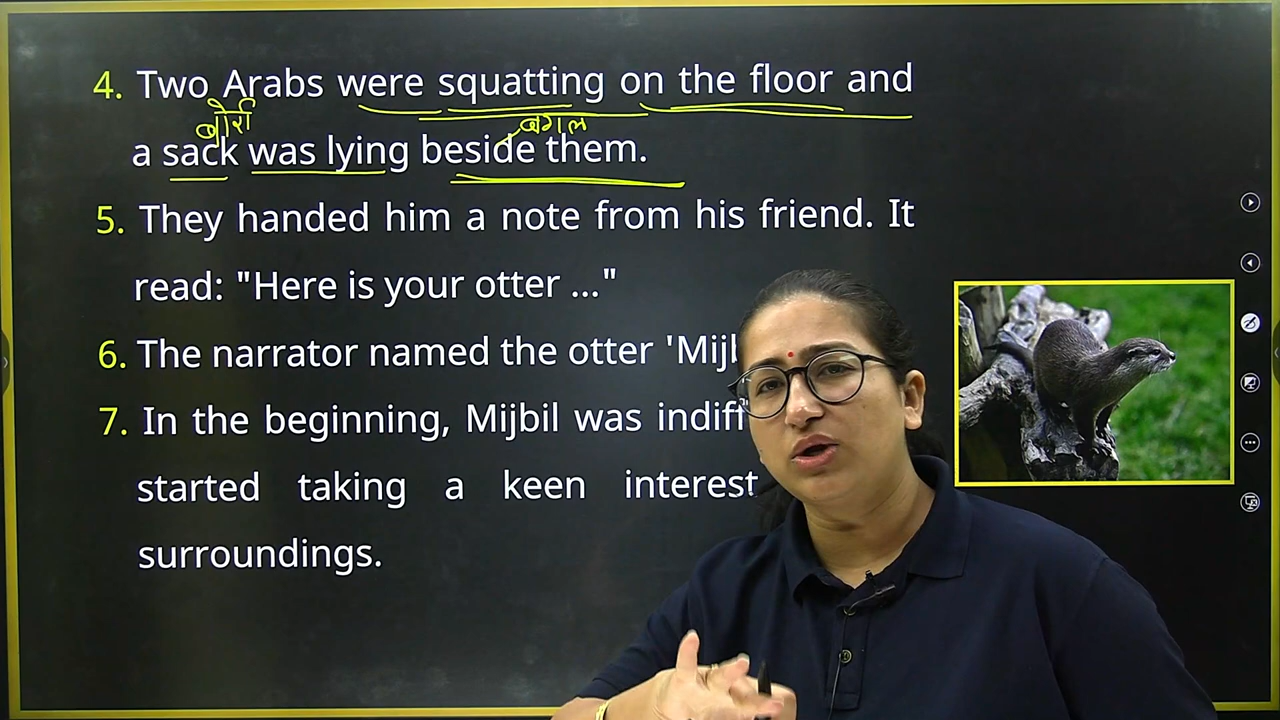 4. Two Arabs were squatting on the floor and
बोरी
बगल
a sack was lying beside them.
5. They handed him a note from his friend. It
read: "Here is your otter ..."
6. The narrator named the otter
7. In the beginning, Mijbil was
started taking a keen interest
surroundings.